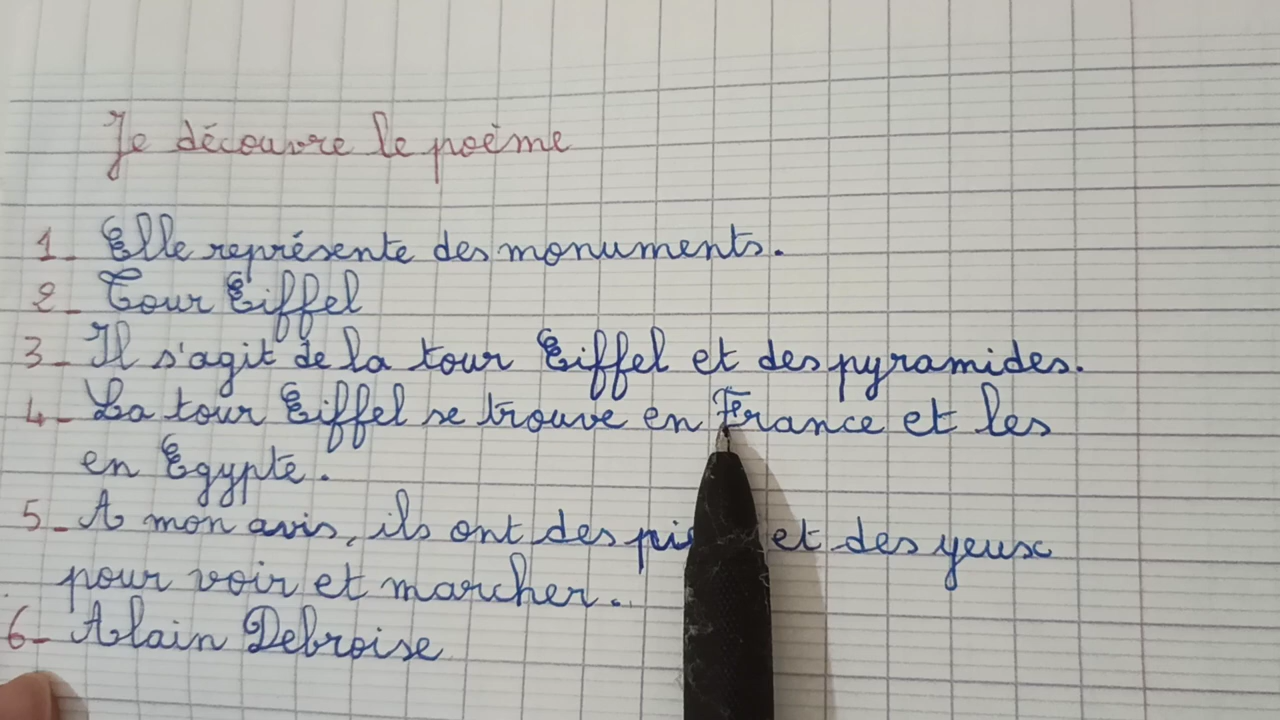 Je découvre le poème
1_ Elle représente des monuments.
2_ Tour Eiffel
3_ Il s'agit de la tour Eiffel et des pyramides.
4_ La tour Eiffel se trouve en France et les
en Egypte.
5_ A mon avis, ils ont des et des yeux
pour voir et marcher.
6_ Alain Debroise